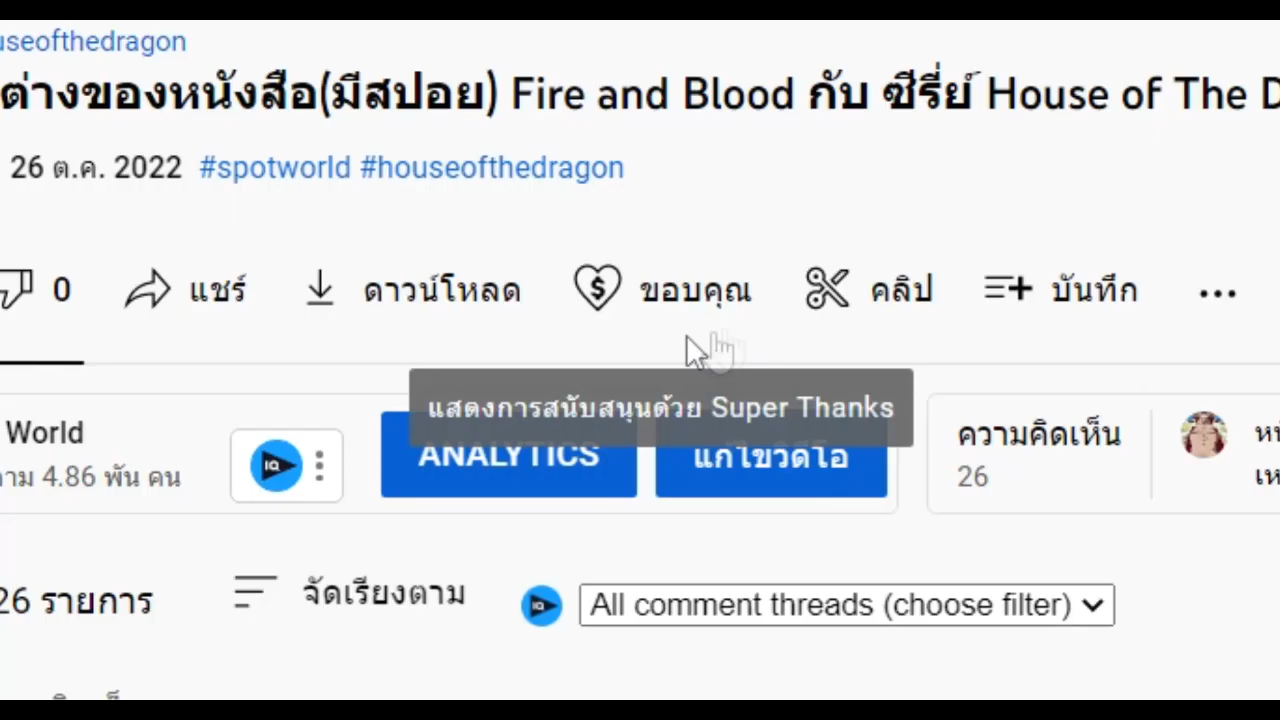 useofthedragon
ต่างของหนังสือ(มีสปอย) Fire and Blood กับ ซีรี่ย์ House of The D
26 ต.ค. 2022 #spotworld #houseofthedragon
0 แชร์ ดาวน์โหลด ขอบคุณ คลิป บันทึก ...
แสดงการสนับสนุนด้วย Super Thanks
World
ตาม 4.86 พัน คน
IQ
ANALYTICS แก้ไขวิดีโอ
ความคิดเห็น
26
26 รายการ จัดเรียงตาม IQ All comment threads (choose filter)